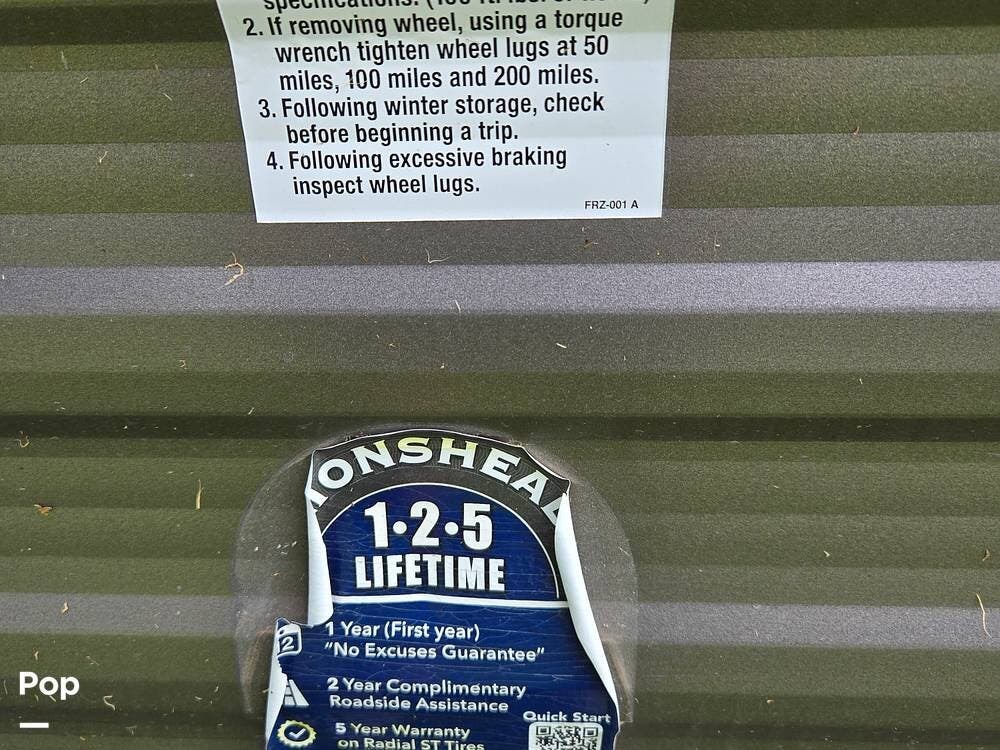 2. If removing wheel, using a torque
wrench tighten wheel lugs at 50
miles, 100 miles and 200 miles.
3. Following winter storage, check
before beginning a trip.
4. Following excessive braking
inspect wheel lugs.
FRZ-001 A
IONSHEA
1·2·5
LIFETIME
2
1 Year (First year)
"No Excuses Guarantee"
2 Year Complimentary
Roadside Assistance
5 Year Warranty
on Radial ST Tires
Quick Start
Pop